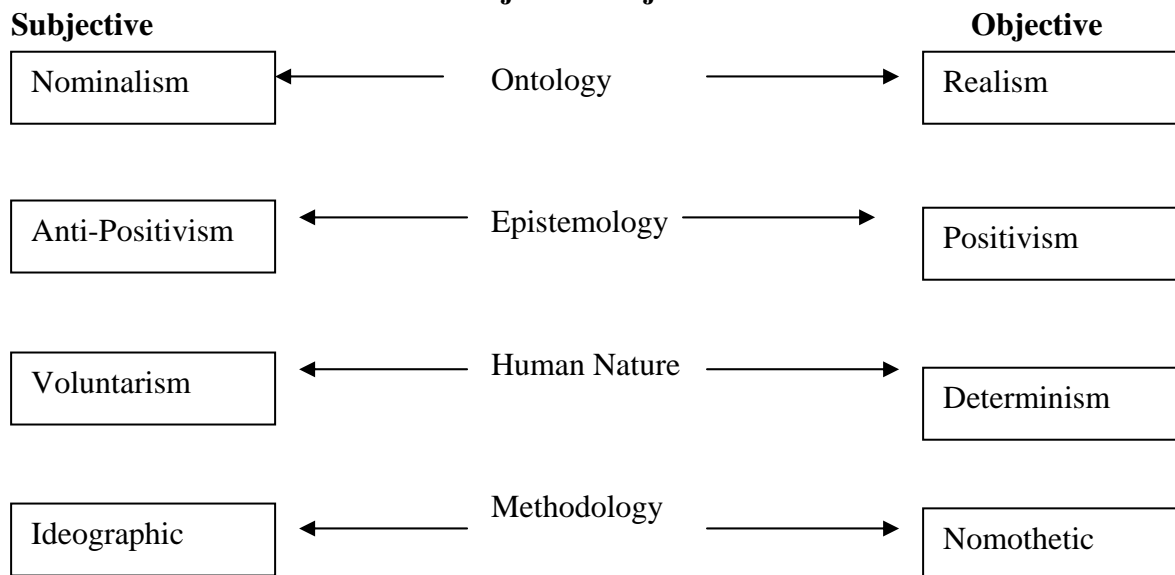 Subjective Objective
Nominalism Ontology Realism
Anti-Positivism Epistemology Positivism
Voluntarism Human Nature Determinism
Ideographic Methodology Nomothetic